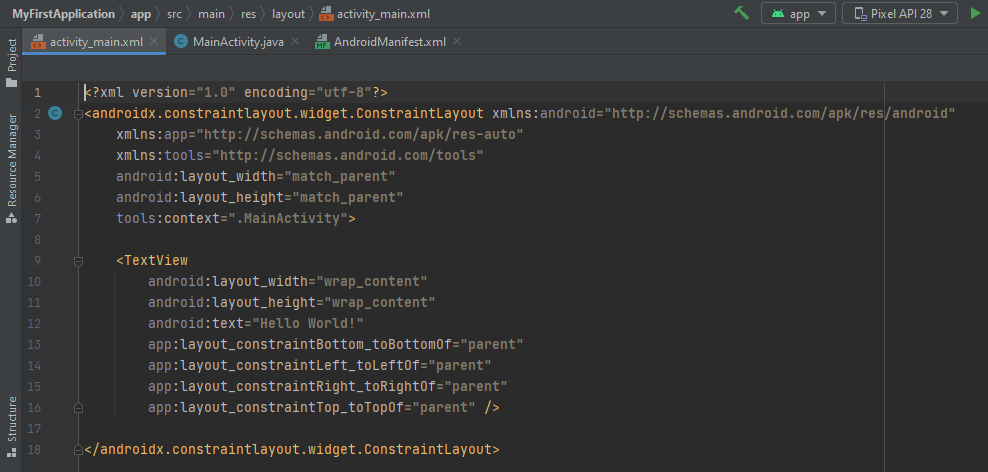 MyFirstApplication app src main res layout activity_main.xml app Pixel API 28
activity_main.xml MainActivity.java AndroidManifest.xml
Project
Resource Manager
Structure
1 <?xml version="1.0" encoding="utf-8"?>
2 <androidx.constraintlayout.widget.ConstraintLayout xmlns:android="http://schemas.android.com/apk/res/android"
3 xmlns:app="http://schemas.android.com/apk/res-auto"
4 xmlns:tools="http://schemas.android.com/tools"
5 android:layout_width="match_parent"
6 android:layout_height="match_parent"
7 tools:context=".MainActivity">
8
9 <TextView
10 android:layout_width="wrap_content"
11 android:layout_height="wrap_content"
12 android:text="Hello World!"
13 app:layout_constraintBottom_toBottomOf="parent"
14 app:layout_constraintLeft_toLeftOf="parent"
15 app:layout_constraintRight_toRightOf="parent"
16 app:layout_constraintTop_toTopOf="parent" />
17
18 </androidx.constraintlayout.widget.ConstraintLayout>